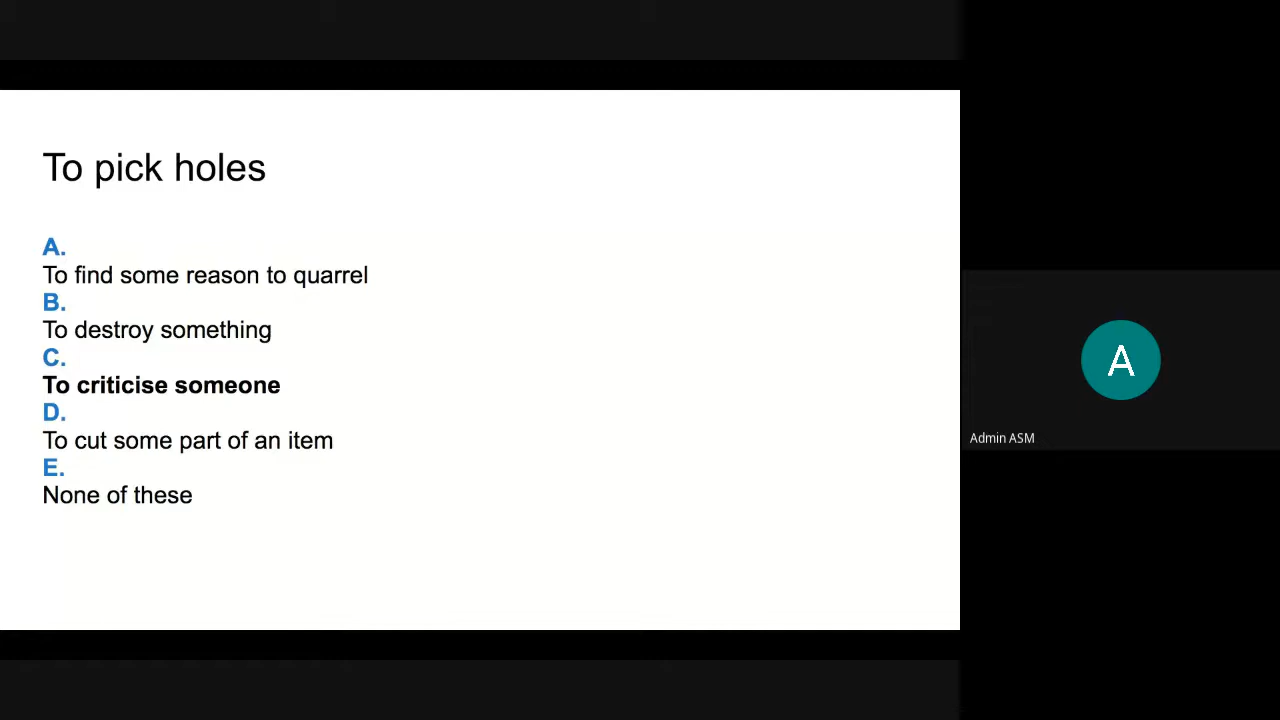 To pick holes
A.
To find some reason to quarrel
B.
To destroy something
C.
To criticise someone
D.
To cut some part of an item
E.
None of these
A
Admin ASM